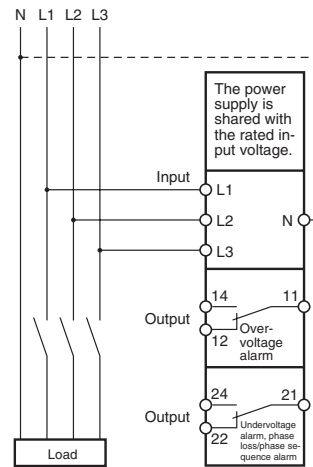 N L1 L2 L3
The power
supply is
shared with
the rated in-
put voltage.
Input
L1
L2
N
L3
14
11
Output
12
Over-
voltage
alarm
24
21
Output
22
Undervoltage
alarm, phase
loss/phase se-
quence alarm
Load